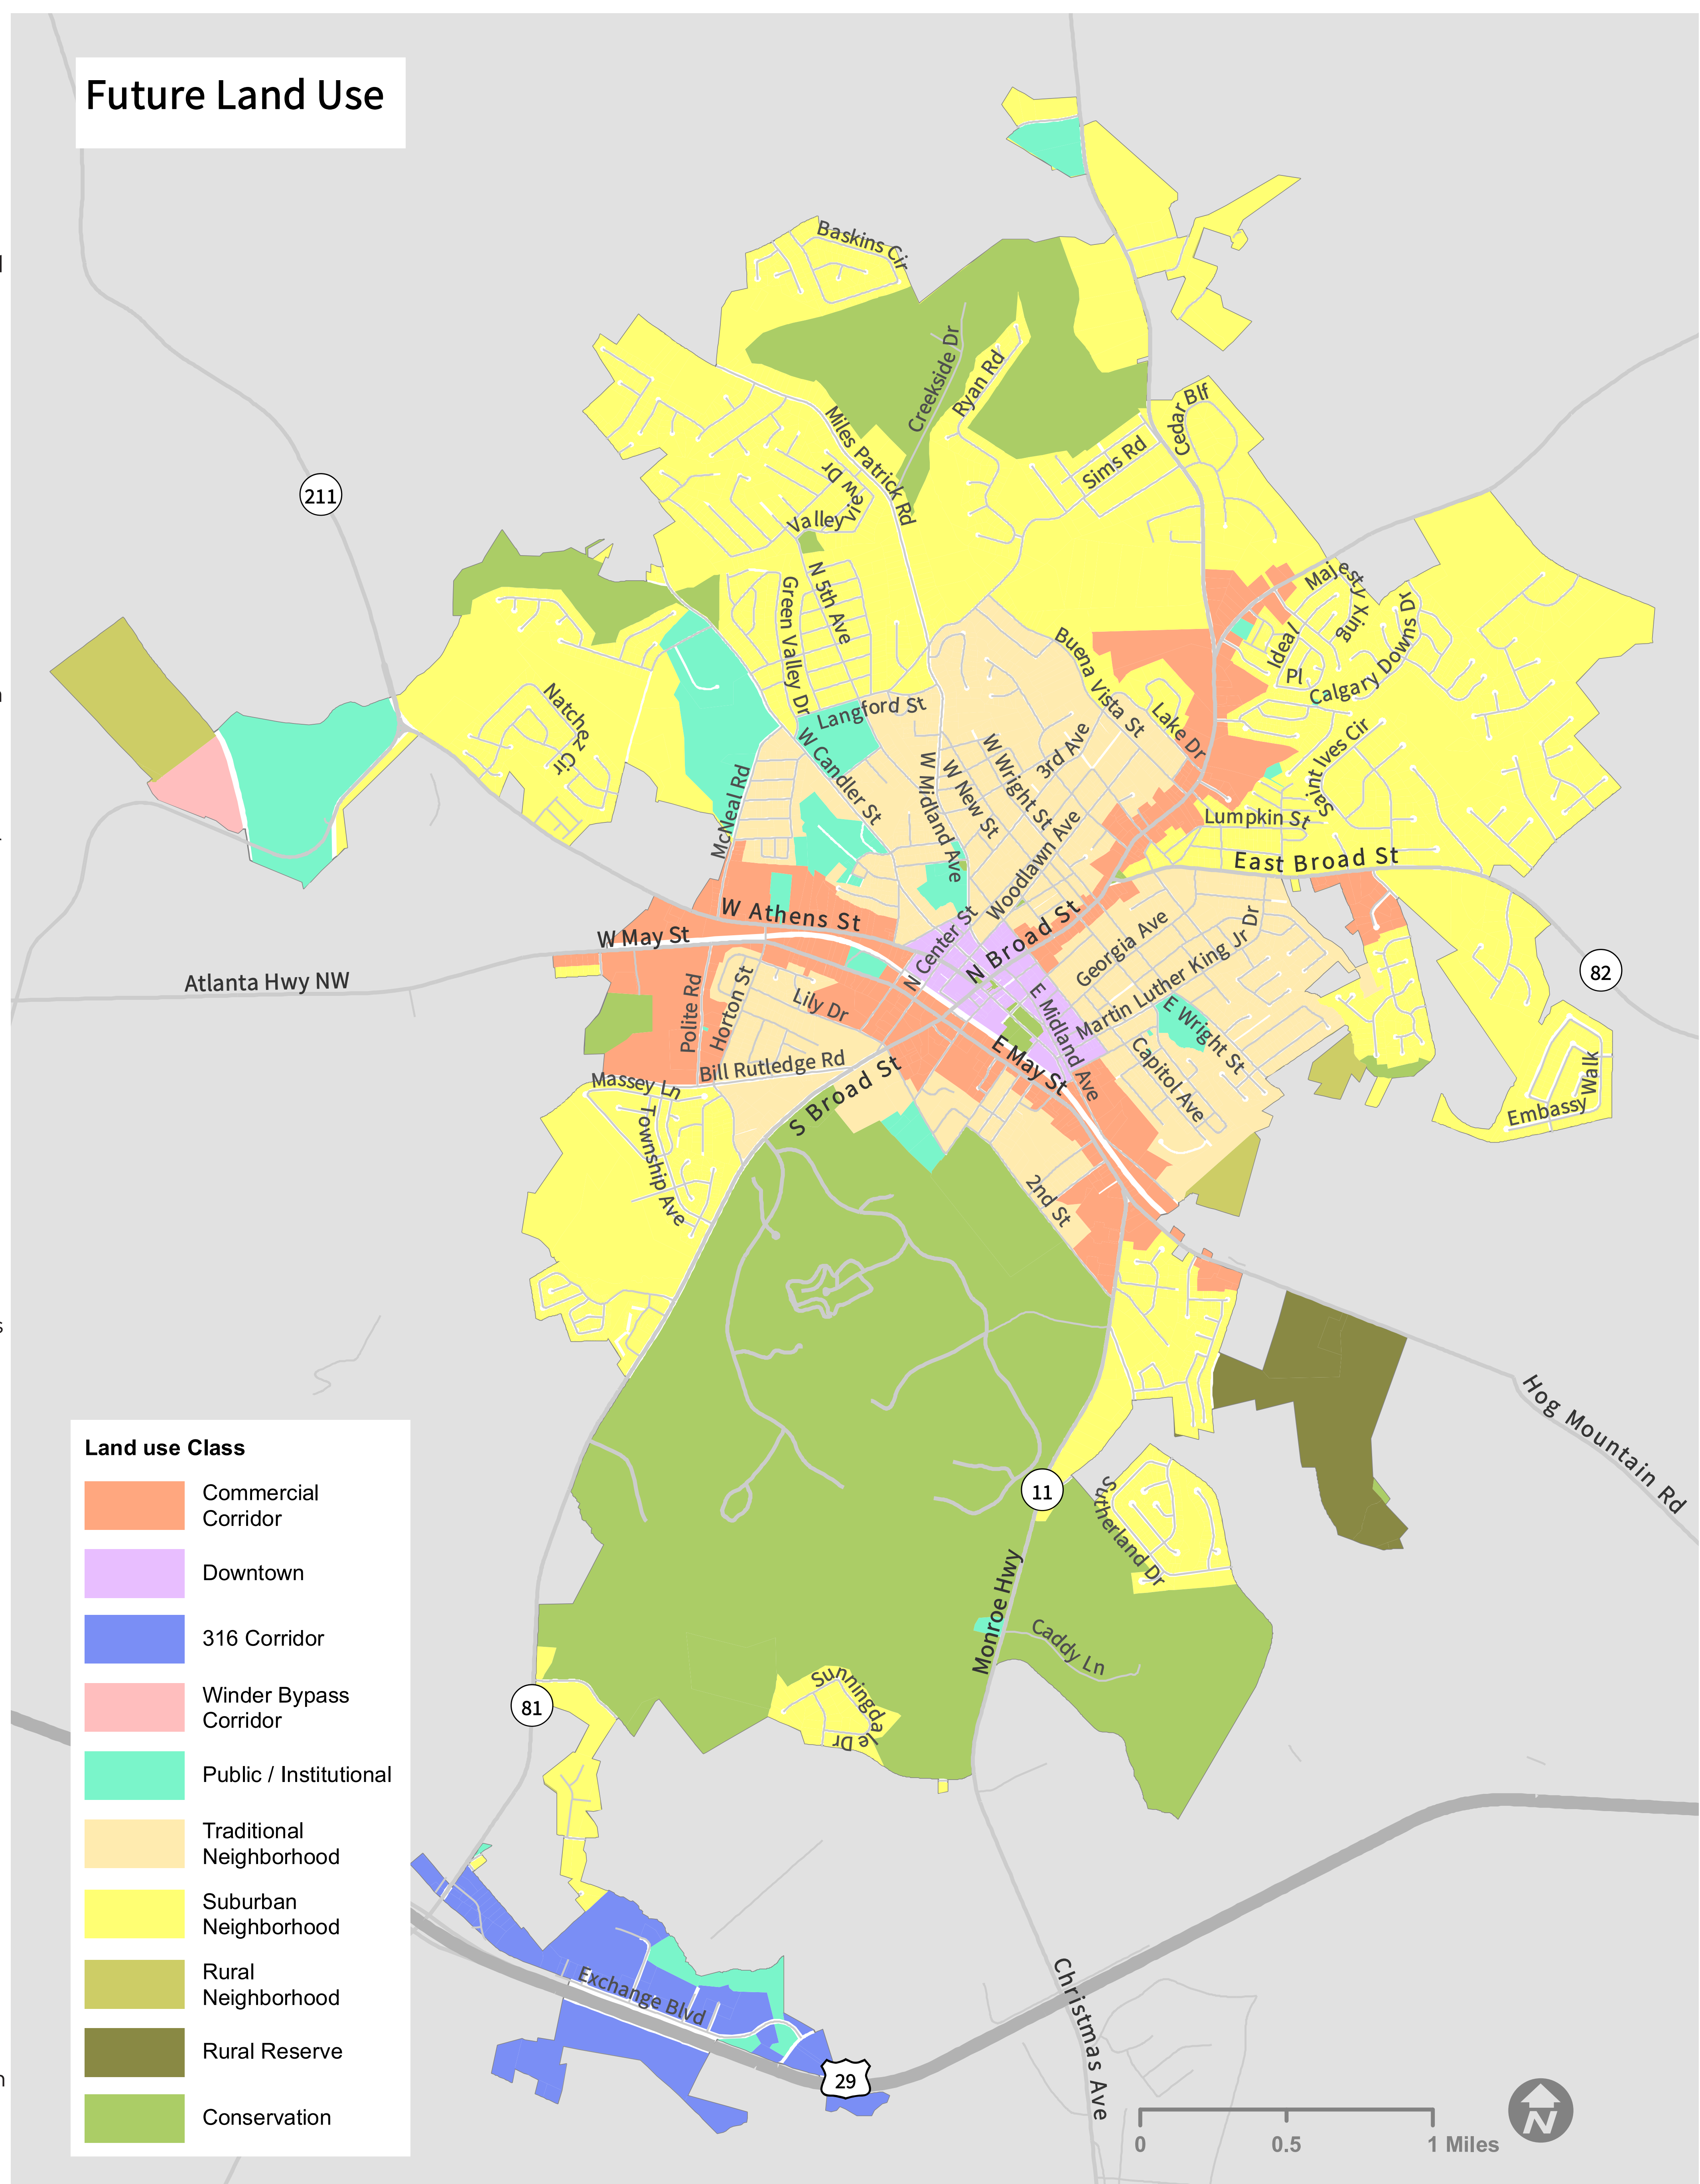 Future Land Use
Baskins Cir
Creekside Dr
Ryan Rd
Miles Patrick Rd
Cedar Blf
Sims Rd
211
Valley View Dr
N 5th Ave
Green Valley Dr
Majesty Xing
Ideal Pl
Calgary Downs Dr
Buena Vista St
Natchez Cir
Langford St
Lake Dr
W Candler St
3rd Ave
W Wright St
W New St
W Midland Ave
Saint Ives Cir
McNeal Rd
Lumpkin St
Woodlawn Ave
East Broad St
W Athens St
W May St
N Center St
N Broad St
Georgia Ave
Martin Luther King Jr Dr
82
Atlanta Hwy NW
Polite Rd
Horton St
Lily Dr
E Midland Ave
E Wright St
E May St
Capitol Ave
Bill Rutledge Rd
Massey Ln
S Broad St
Township Ave
Embassy Walk
2nd St
Hog Mountain Rd
11
Sutherland Dr
Monroe Hwy
Caddy Ln
Sunningdale Dr
81
Exchange Blvd
29
Christmas Ave
Land use Class
Commercial
Corridor
Downtown
316 Corridor
Winder Bypass
Corridor
Public / Institutional
Traditional
Neighborhood
Suburban
Neighborhood
Rural
Neighborhood
Rural Reserve
Conservation
N
0 0.5 1 Miles